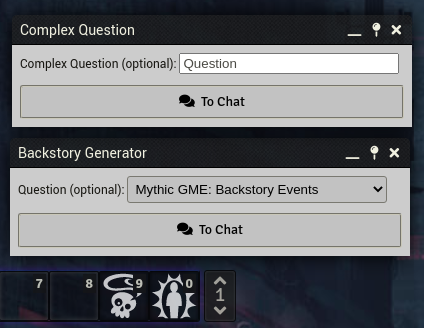 Complex Question
Complex Question (optional): Question
To Chat
Backstory Generator
Question (optional): Mythic GME: Backstory Events
To Chat
7 8 9 0 1